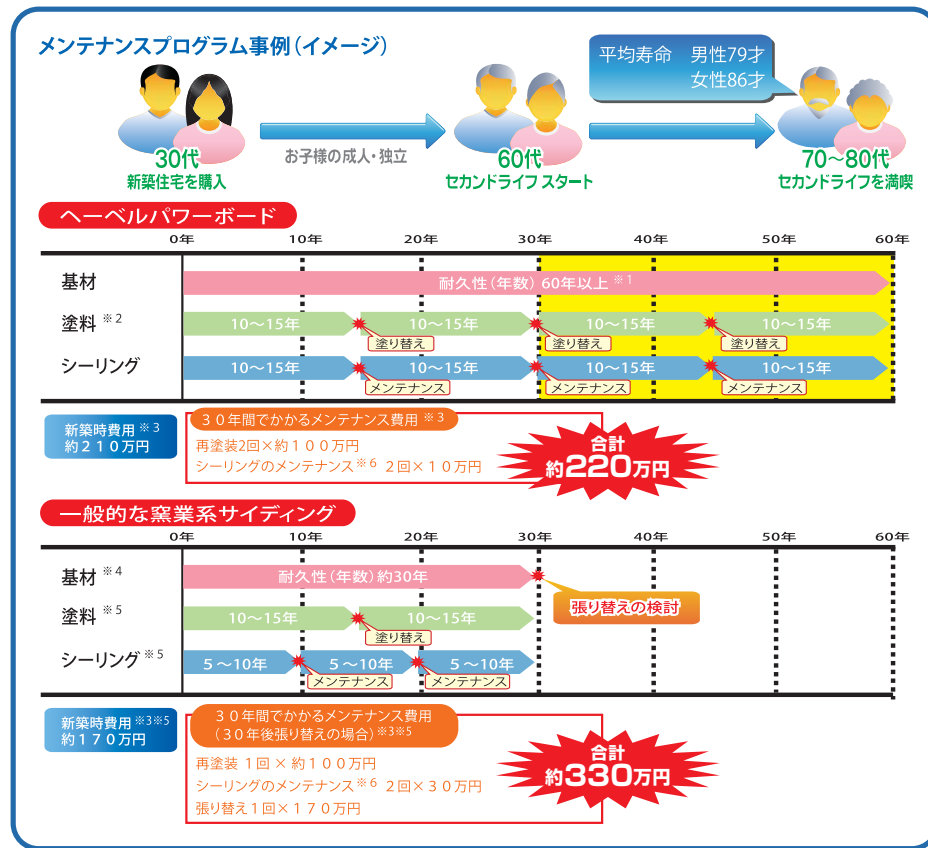 メンテナンスプログラム事例(イメージ)
平均寿命 男性79才
女性86才
30代
新築住宅を購入
お子様の成人・独立
60代
セカンドライフ スタート
70〜80代
セカンドライフを満喫
ヘーベルパワーボード
0年 10年 20年 30年 40年 50年 60年
基材 耐久性(年数) 60年以上 ※1
塗料 ※2 10〜15年 10〜15年 10〜15年 10〜15年
塗り替え 塗り替え 塗り替え
シーリング 10〜15年 10〜15年 10〜15年 10〜15年
メンテナンス メンテナンス メンテナンス
新築時費用 ※3
約210万円
30年間でかかるメンテナンス費用 ※3
再塗装2回×約100万円
シーリングのメンテナンス※6 2回×10万円
合計
約220万円
一般的な窯業系サイディング
0年 10年 20年 30年 40年 50年 60年
基材 ※4 耐久性(年数)約30年
張り替えの検討
塗料 ※5 10〜15年 10〜15年
塗り替え
シーリング ※5 5〜10年 5〜10年 5〜10年
メンテナンス メンテナンス
新築時費用 ※3※5
約170万円
30年間でかかるメンテナンス費用
(30年後張り替えの場合)※3※5
再塗装 1回 × 約100万円
シーリングのメンテナンス※6 2回×30万円
張り替え1回×170万円
合計
約330万円